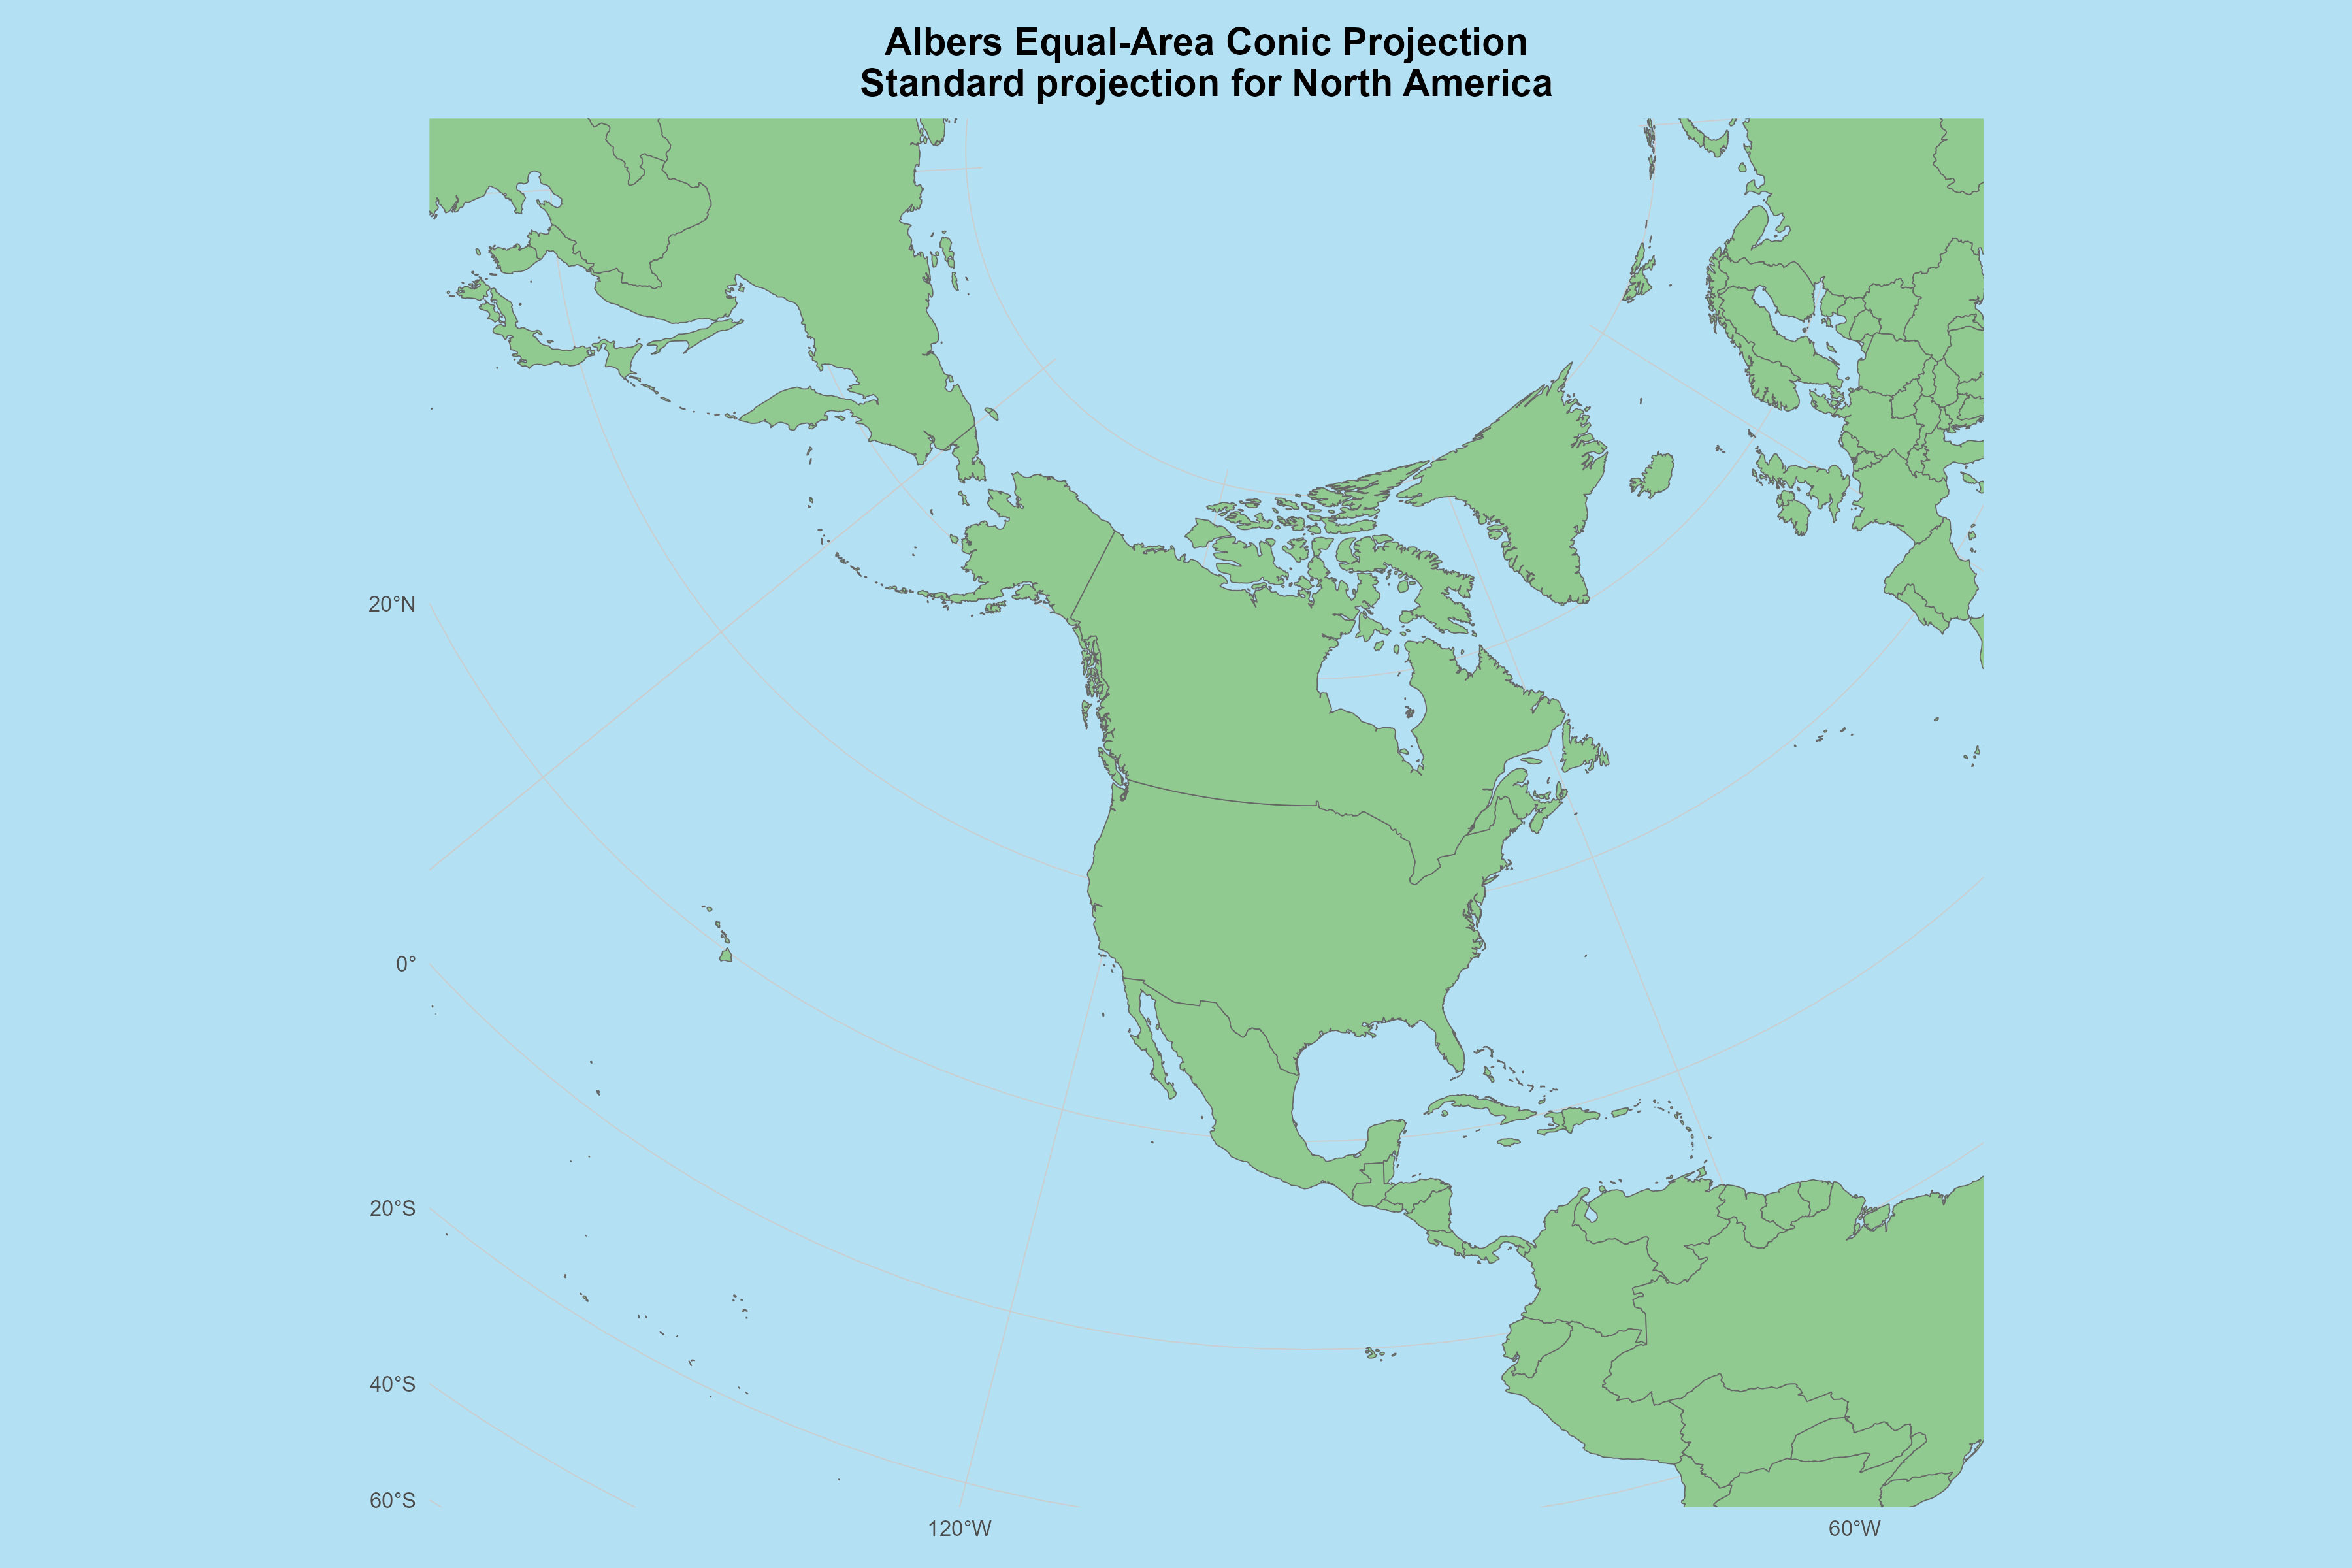 Albers Equal-Area Conic Projection
Standard projection for North America
20°N
0°
20°S
40°S
60°S
120°W
60°W